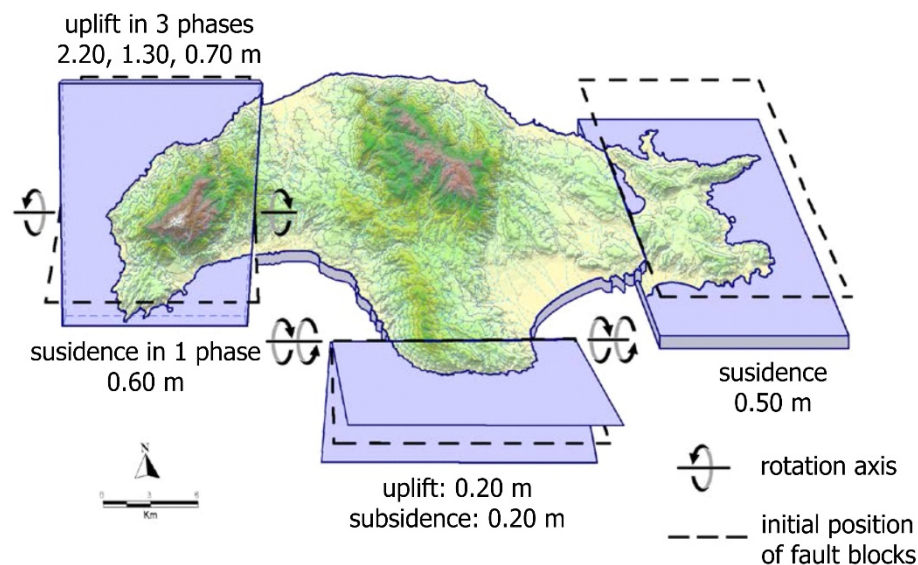 uplift in 3 phases
2.20, 1.30, 0.70 m
susidence in 1 phase
0.60 m
susidence
0.50 m
uplift: 0.20 m
subsidence: 0.20 m
rotation axis
initial position
of fault blocks
N
0 3 6
Km